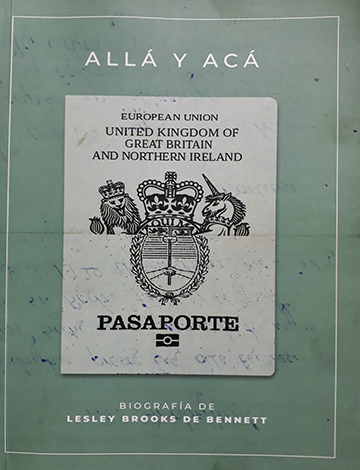 ALLÁ Y ACÁ
EUROPEAN UNION
UNITED KINGDOM OF
GREAT BRITAIN
AND NORTHERN IRELAND
PASAPORTE
BIOGRAFÍA DE
LESLEY BROOKS DE BENNETT